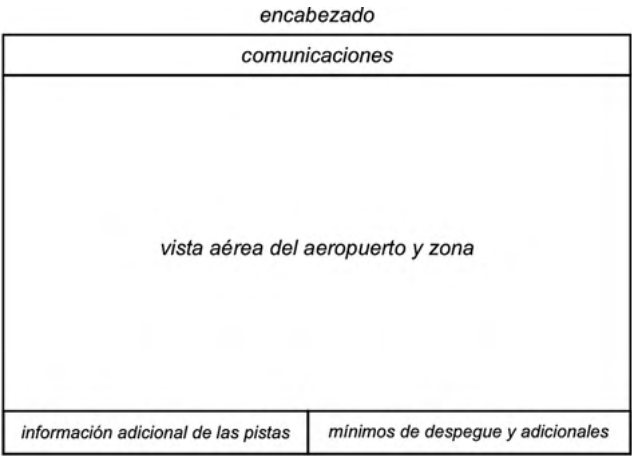 encabezado
comunicaciones
vista aérea del aeropuerto y zona
información adicional de las pistas
mínimos de despegue y adicionales